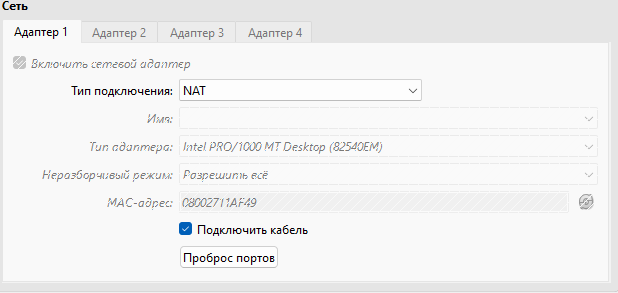 Сеть
Адаптер 1 Адаптер 2 Адаптер 3 Адаптер 4
Включить сетевой адаптер
Тип подключения: NAT
Имя:
Тип адаптера: Intel PRO/1000 MT Desktop (82540EM)
Неразборчивый режим: Разрешить всё
MAC-адрес: 08002711AF49
Подключить кабель
Проброс портов